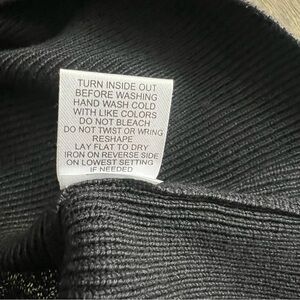 TURN INSIDE OUT
BEFORE WASHING
HAND WASH COLD
WITH LIKE COLORS
DO NOT BLEACH
DO NOT TWIST or WRING
RESHAPE
LAY FLAT TO DRY
IRON ON REVERSE SIDE
ON LOWEST SETTING
IF NEEDED